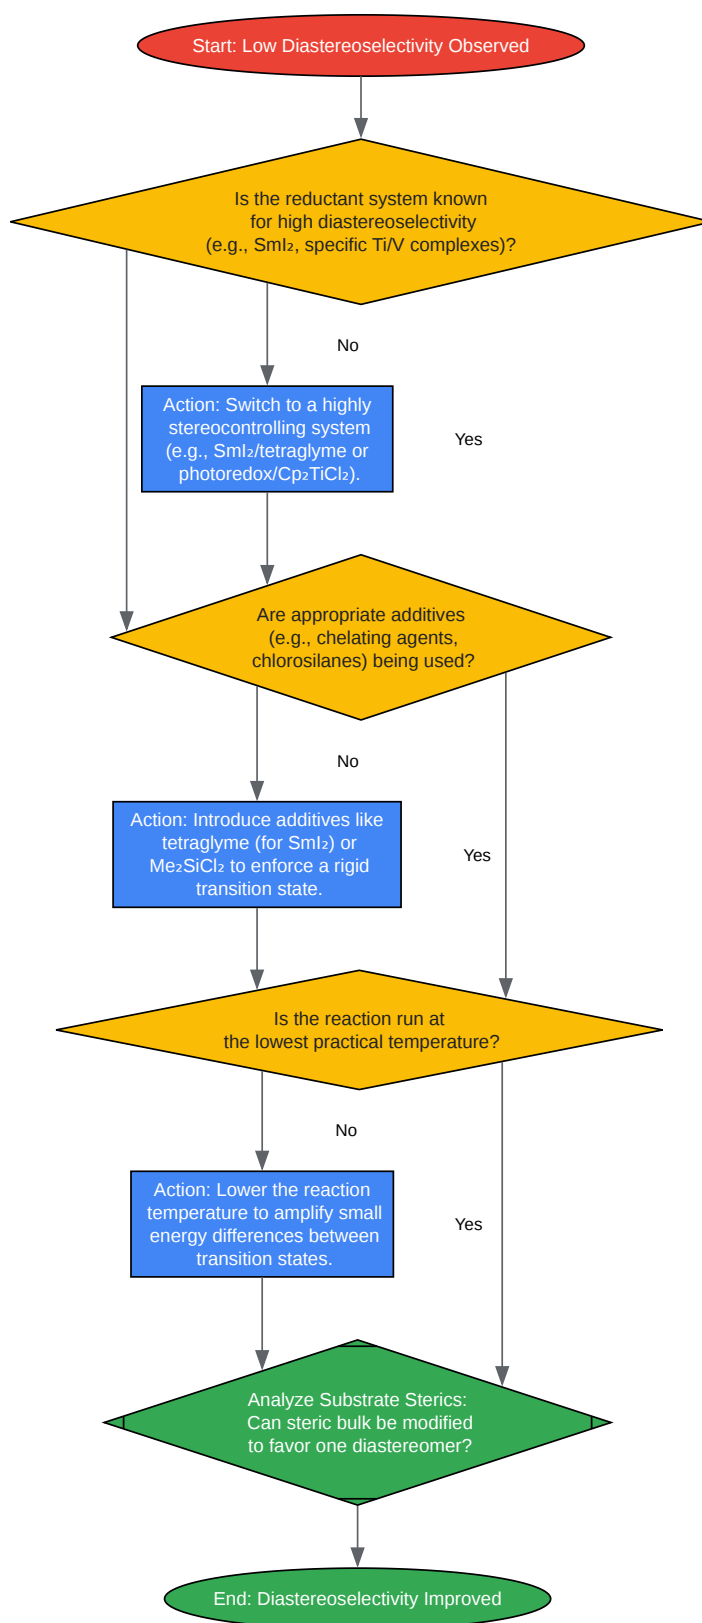 Start: Low Diastereoselectivity Observed
Is the reductant system known
for high diastereoselectivity
(e.g., SmI₂, specific Ti/V complexes)?
No
Action: Switch to a highly
stereocontrolling system
(e.g., SmI₂/tetraglyme or
photoredox/Cp₂TiCl₂).
Yes
Are appropriate additives
(e.g., chelating agents,
chlorosilanes) being used?
No
Action: Introduce additives like
tetraglyme (for SmI₂) or
Me₂SiCl₂ to enforce a rigid
transition state.
Yes
Is the reaction run at
the lowest practical temperature?
No
Action: Lower the reaction
temperature to amplify small
energy differences between
transition states.
Yes
Analyze Substrate Sterics:
Can steric bulk be modified
to favor one diastereomer?
End: Diastereoselectivity Improved